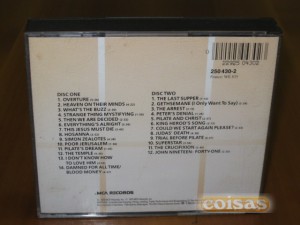 22925 04302
250 430-2
DISC ONE
1. OVERTURE
2. HEAVEN ON THEIR MINDS
3. WHAT'S THE BUZZ
4. STRANGE THING MYSTIFYING
5. THEN WE ARE DECIDED
6. EVERYTHING'S ALRIGHT
7. THIS JESUS MUST DIE
8. HOSANNA
9. SIMON ZEALOTES
10. POOR JERUSALEM
11. PILATE'S DREAM
12. THE TEMPLE
13. I DON'T KNOW HOW
TO LOVE HIM
14. DAMNED FOR ALL TIME/
BLOOD MONEY
DISC TWO
1. THE LAST SUPPER
2. GETHSEMANE (I Only Want To Say)
3. THE ARREST
4. PETER'S DENIAL
5. PILATE AND CHRIST
6. KING HEROD'S SONG
7. COULD WE START AGAIN PLEASE?
8. JUDAS' DEATH
9. TRIAL BEFORE PILATE
10. SUPERSTAR
11. THE CRUCIFIXION
12. JOHN NINETEEN: FORTY-ONE
MCA RECORDS
coisas